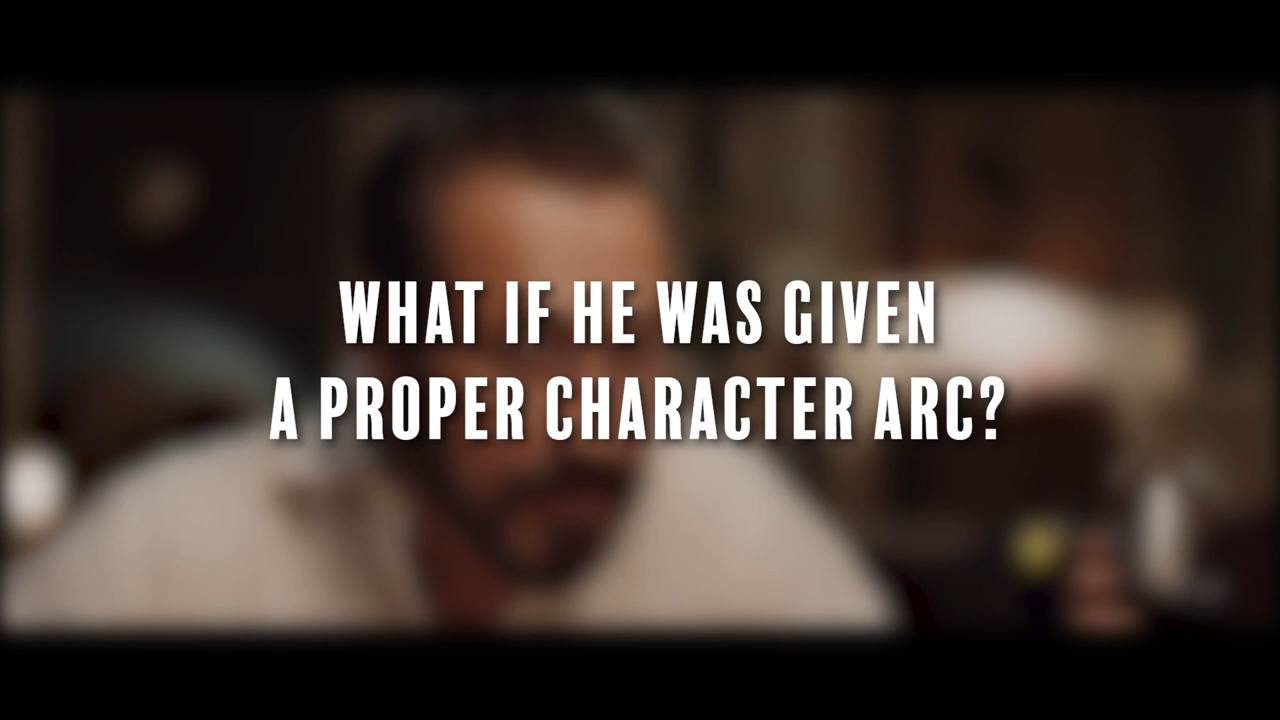 WHAT IF HE WAS GIVEN
A PROPER CHARACTER ARC?